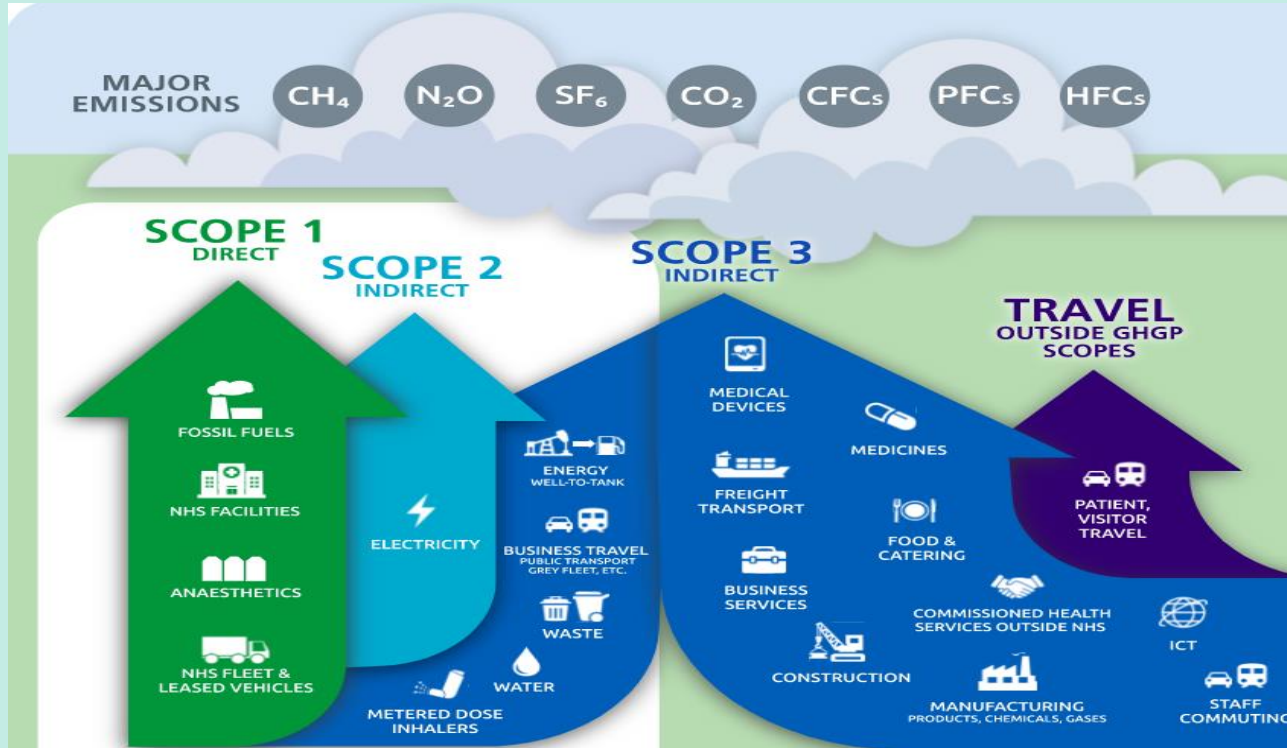 MAJOR
EMISSIONS
CH₄
N₂O
SF₆
CO₂
CFCs
PFCs
HFCs
SCOPE 1
DIRECT
FOSSIL FUELS
NHS FACILITIES
ANAESTHETICS
NHS FLEET &
LEASED VEHICLES
SCOPE 2
INDIRECT
ELECTRICITY
SCOPE 3
INDIRECT
ENERGY
WELL-TO-TANK
BUSINESS TRAVEL
PUBLIC TRANSPORT
GREY FLEET, ETC.
WASTE
WATER
METERED DOSE
INHALERS
MEDICAL
DEVICES
MEDICINES
FREIGHT
TRANSPORT
FOOD &
CATERING
BUSINESS
SERVICES
COMMISSIONED HEALTH
SERVICES OUTSIDE NHS
CONSTRUCTION
MANUFACTURING
PRODUCTS, CHEMICALS, GASES
ICT
STAFF
COMMUTING
TRAVEL
OUTSIDE GHGP
SCOPES
PATIENT,
VISITOR
TRAVEL